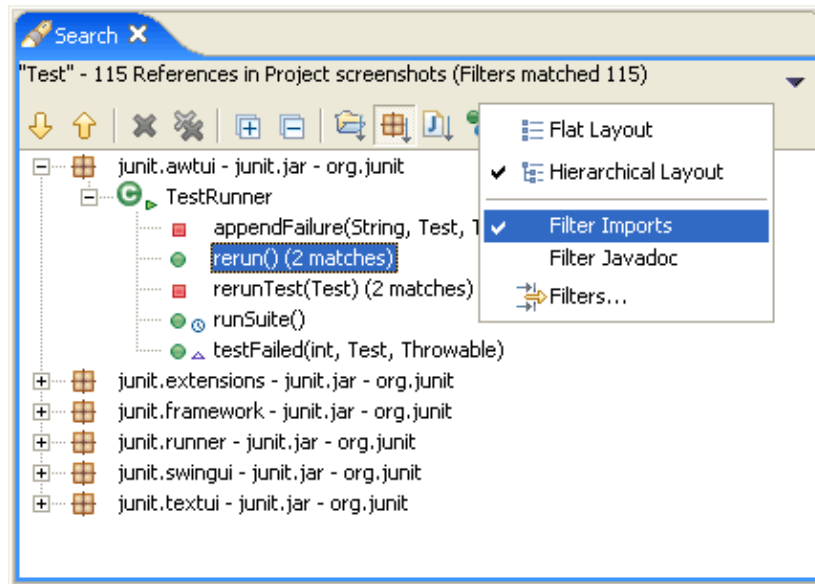 Search
"Test" - 115 References in Project screenshots (Filters matched 115)
Flat Layout
Hierarchical Layout
Filter Imports
Filter Javadoc
Filters...
junit.awtui - junit.jar - org.junit
TestRunner
appendFailure(String, Test, T
rerun() (2 matches)
rerunTest(Test) (2 matches)
runSuite()
testFailed(int, Test, Throwable)
junit.extensions - junit.jar - org.junit
junit.framework - junit.jar - org.junit
junit.runner - junit.jar - org.junit
junit.swingui - junit.jar - org.junit
junit.textui - junit.jar - org.junit